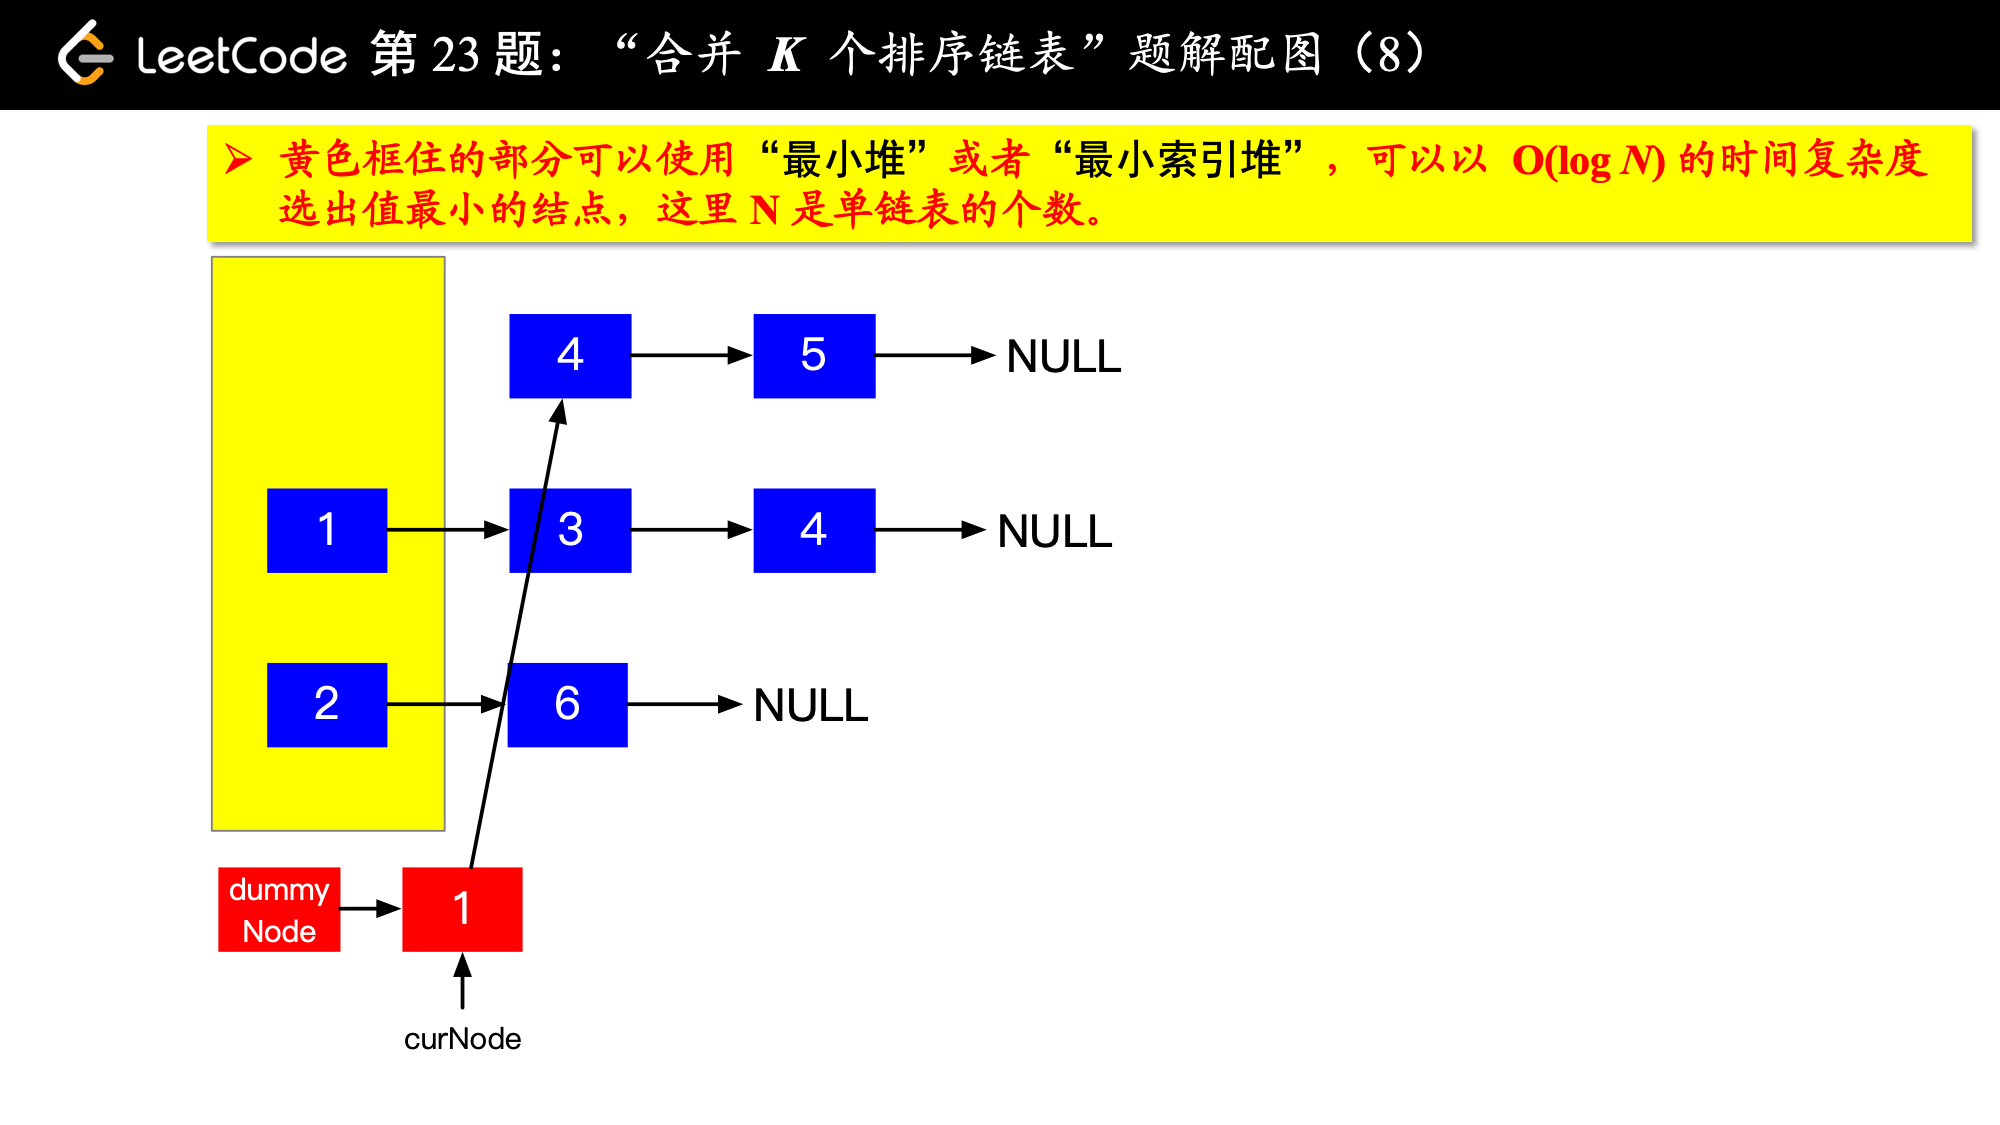 LeetCode 第 23 题：“合并 K 个排序链表”题解配图（8）
➢ 黄色框住的部分可以使用“最小堆”或者“最小索引堆”，可以以 O(log N) 的时间复杂度
选出值最小的结点，这里 N 是单链表的个数。
4 5 NULL
1 3 4 NULL
2 6 NULL
dummy
Node
1
curNode